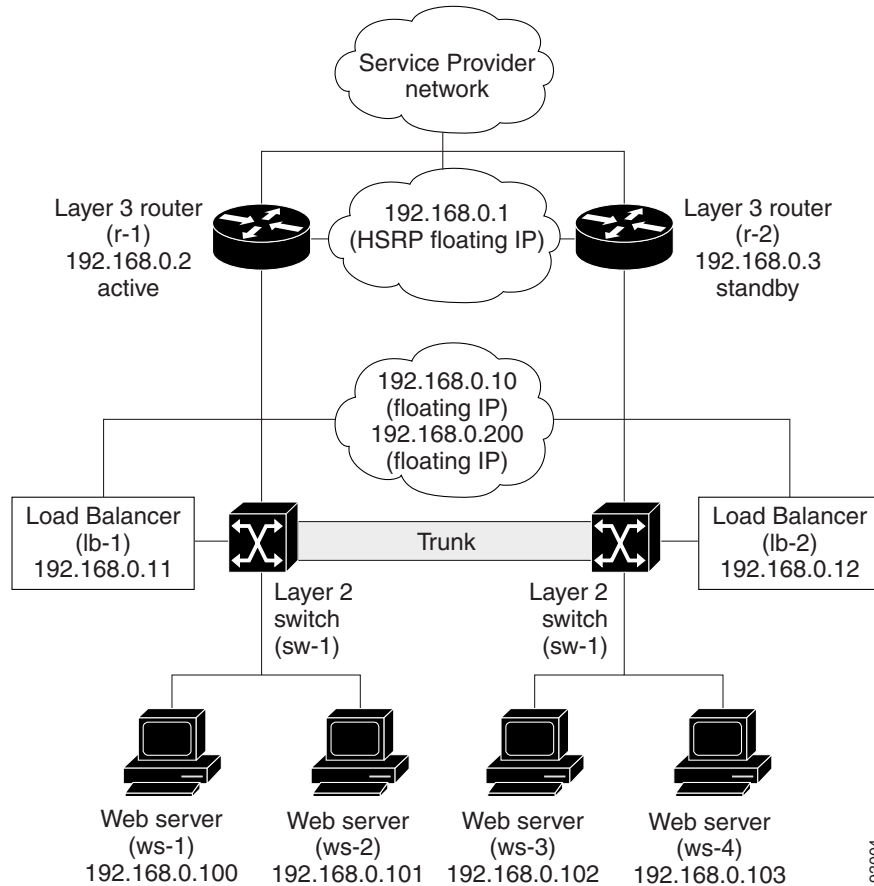 Service Provider
network
Layer 3 router
(r-1)
192.168.0.2
active
192.168.0.1
(HSRP floating IP)
Layer 3 router
(r-2)
192.168.0.3
standby
192.168.0.10
(floating IP)
192.168.0.200
(floating IP)
Load Balancer
(lb-1)
192.168.0.11
Trunk
Load Balancer
(lb-2)
192.168.0.12
Layer 2
switch
(sw-1)
Layer 2
switch
(sw-1)
Web server
(ws-1)
192.168.0.100
Web server
(ws-2)
192.168.0.101
Web server
(ws-3)
192.168.0.102
Web server
(ws-4)
192.168.0.103